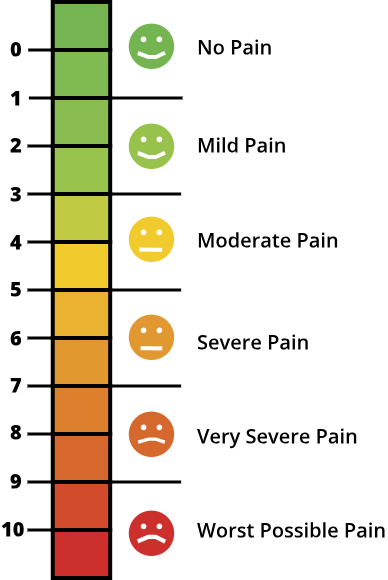 0 No Pain
1
2 Mild Pain
3
4 Moderate Pain
5
6 Severe Pain
7
8 Very Severe Pain
9
10 Worst Possible Pain